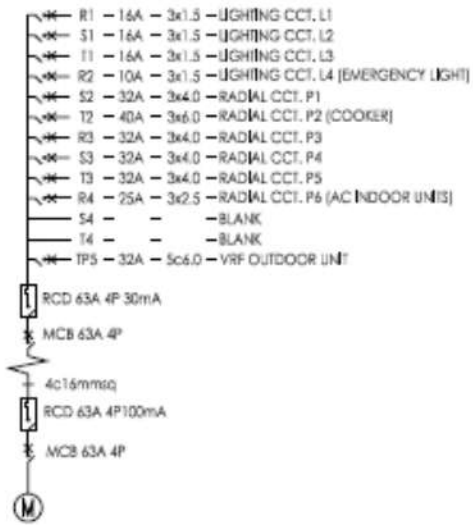 R1 - 16A - 3x1.5 - LIGHTING CCT. L1
S1 - 16A - 3x1.5 - LIGHTING CCT. L2
T1 - 16A - 3x1.5 - LIGHTING CCT. L3
R2 - 10A - 3x1.5 - LIGHTING CCT. L4 (EMERGENCY LIGHT)
S2 - 32A - 3x4.0 - RADIAL CCT. P1
T2 - 40A - 3x6.0 - RADIAL CCT. P2 (COOKER)
R3 - 32A - 3x4.0 - RADIAL CCT. P3
S3 - 32A - 3x4.0 - RADIAL CCT. P4
T3 - 32A - 3x4.0 - RADIAL CCT. P5
R4 - 25A - 3x2.5 - RADIAL CCT. P6 (AC INDOOR UNITS)
S4 - - - BLANK
T4 - - - BLANK
TP5 - 32A - 5c6.0 - VRF OUTDOOR UNIT
RCD 63A 4P 30mA
MCB 63A 4P
4c16mmsq
RCD 63A 4P100mA
MCB 63A 4P
M